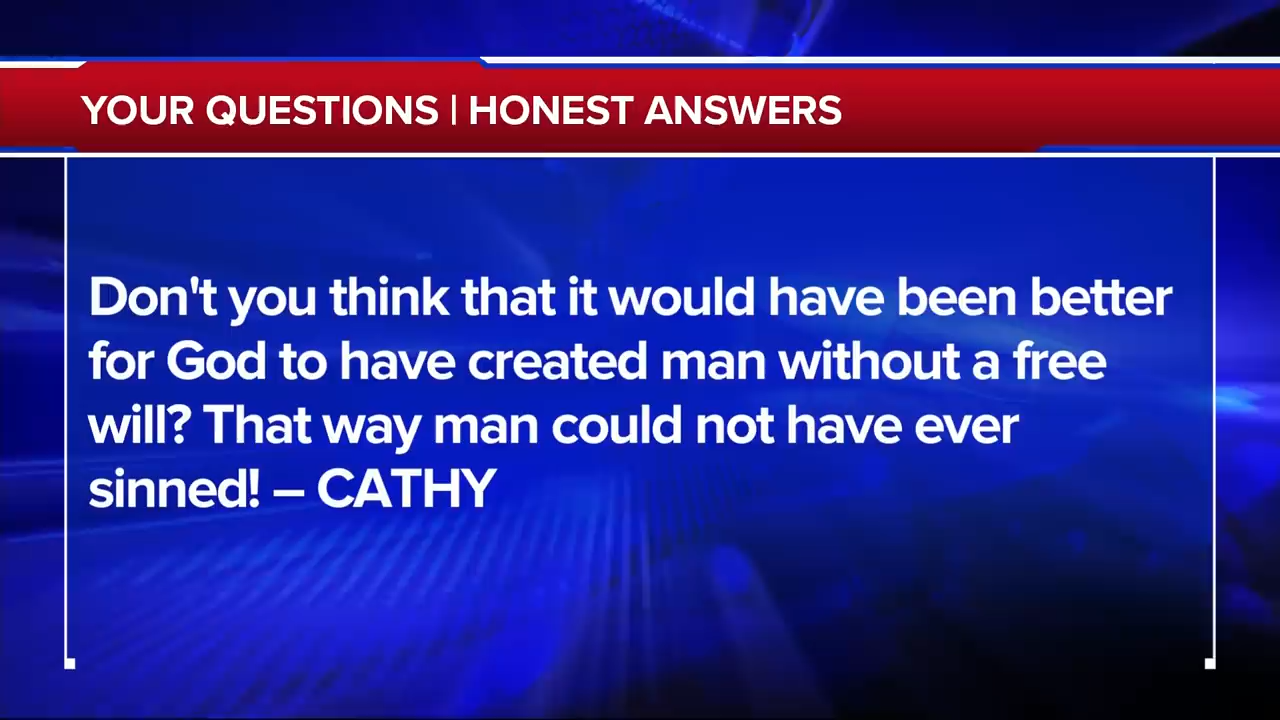 YOUR QUESTIONS | HONEST ANSWERS
Don't you think that it would have been better
for God to have created man without a free
will? That way man could not have ever
sinned! – CATHY